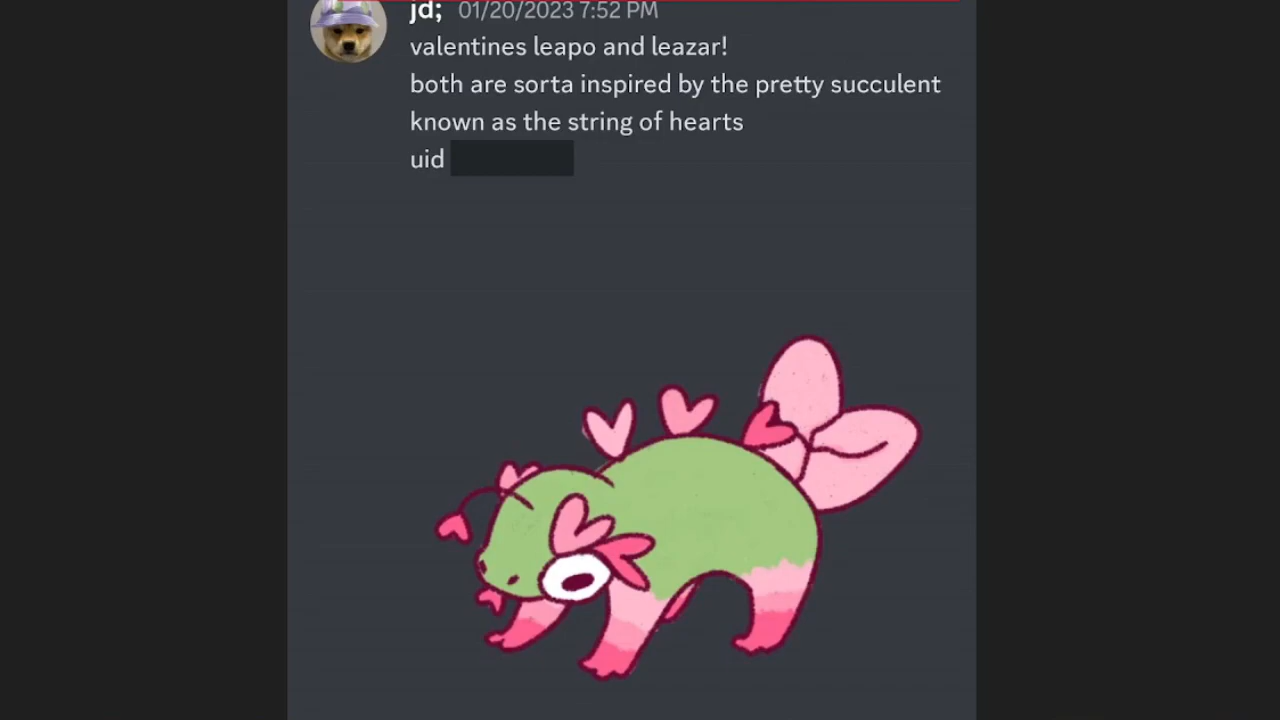 jd; 01/20/2023 7:52 PM
valentines leapo and leazar!
both are sorta inspired by the pretty succulent
known as the string of hearts
uid